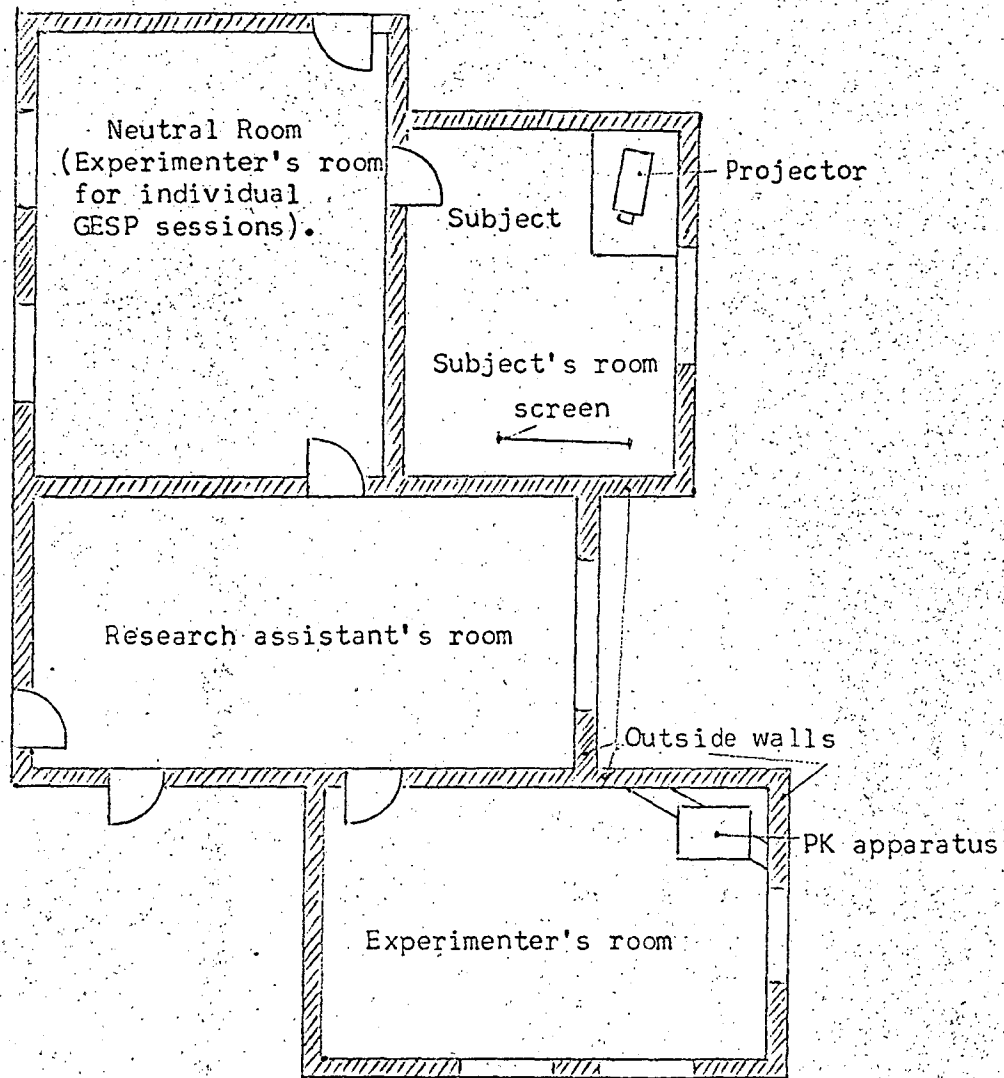 Neutral Room
(Experimenter's room
for individual
GESP sessions).
Projector
Subject
Subject's room
screen
Research assistant's room
Outside walls
PK apparatus
Experimenter's room